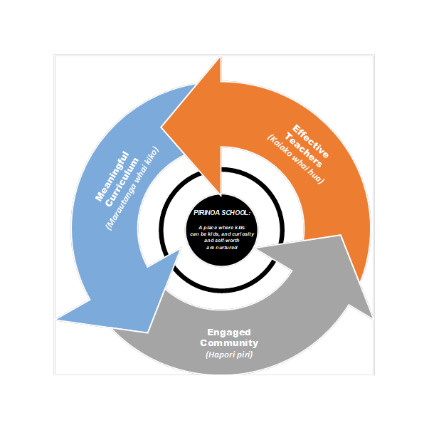 Effective
Teachers
(Kaiako whai hua)
Meaningful
Curriculum
(Marautanga whai kiko)
PIRINOA SCHOOL:
A place where kids
can be kids, and curiosity
and self-worth
are nurtured
Engaged
Community
(Hapori piri)